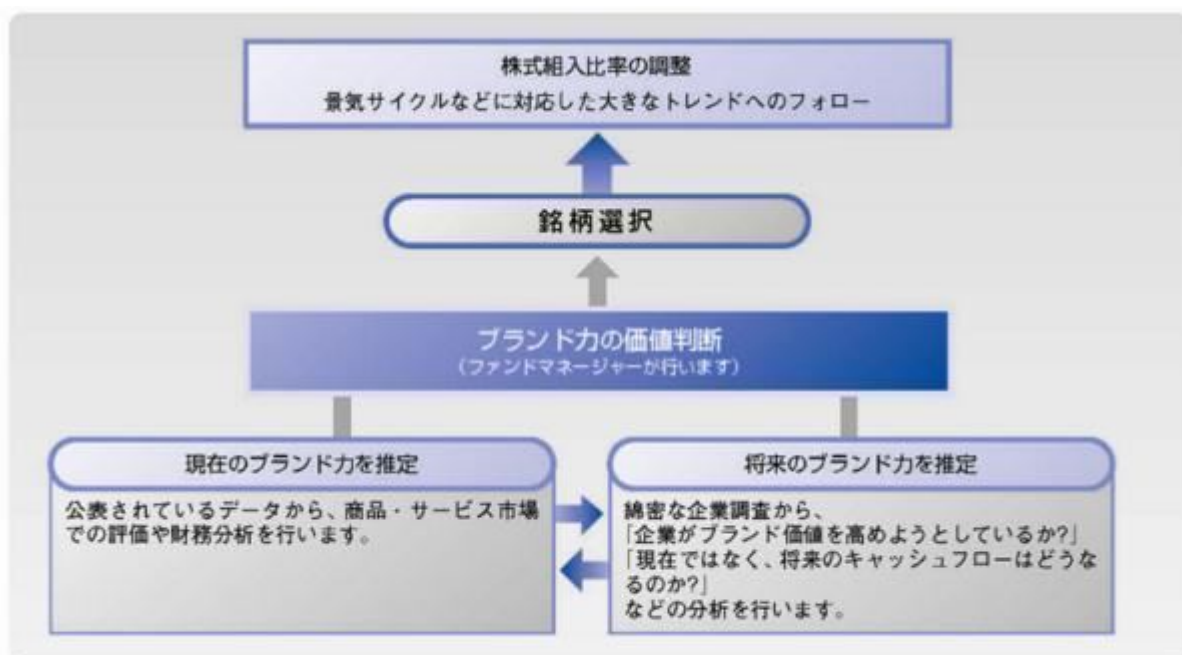 株式組入比率の調整
景気サイクルなどに対応した大きなトレンドへのフォロー
銘柄選択
ブランド力の価値判断
(ファンドマネージャーが行います)
現在のブランド力を推定
公表されているデータから、商品・サービス市場
での評価や財務分析を行います。
将来のブランド力を推定
綿密な企業調査から、
「企業がブランド価値を高めようとしているか?」
「現在ではなく、将来のキャッシュフローはどうな
るのか?」
などの分析を行います。